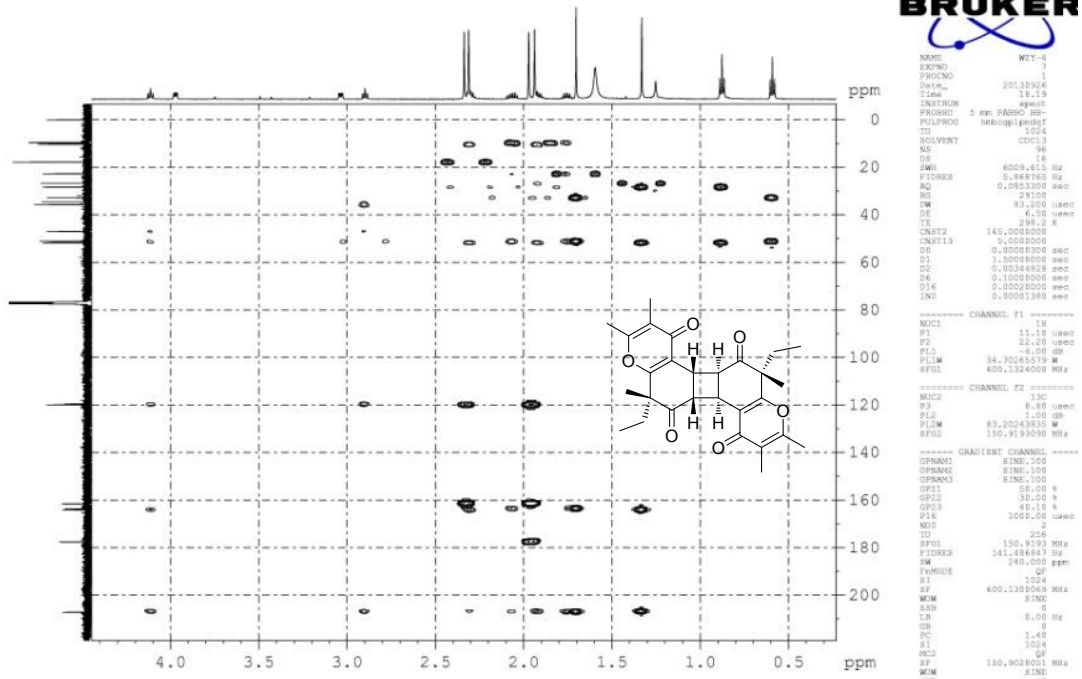 BRUKER
NAME WZY-4
EXPNO 7
PROCNO 1
Date_ 20130926
Time 18.19
INSTRUM spect
PROBHD 5 mm PABBO BB-
PULPROG hmbcgplpndqf
TD 1024
SOLVENT CDCl3
NS 96
DS 16
SWH 6009.615 Hz
FIDRES 5.868765 Hz
AQ 0.0853300 sec
RG 29100
DW 83.200 usec
DE 6.50 usec
TE 298.2 K
CNST2 145.0000000
CNST13 5.0000000
D0 0.00000300 sec
D1 1.50000000 sec
D2 0.00344828 sec
D6 0.10000000 sec
D16 0.00020000 sec
IN0 0.00001380 sec
======== CHANNEL f1 ========
NUC1 1H
P1 11.10 usec
P2 22.20 usec
PL1 -6.00 dB
PL1W 34.70265579 W
SFO1 600.1324000 MHz
======== CHANNEL f2 ========
NUC2 13C
P3 8.80 usec
PL2 1.00 dB
PL2W 83.20243835 W
SFO2 150.9193090 MHz
====== GRADIENT CHANNEL =====
GPNAM1 SINE.100
GPNAM2 SINE.100
GPNAM3 SINE.100
GPZ1 50.00 %
GPZ2 30.00 %
GPZ3 40.10 %
P16 1000.00 usec
ND0 2
TD 256
SFO1 150.9193 MHz
FIDRES 141.486847 Hz
SW 240.000 ppm
FnMODE QF
SI 1024
SF 600.1300069 MHz
WDW SINE
SSB 0
LB 0.00 Hz
GB 0
PC 1.40
SI 1024
MC2 QF
SF 150.9028051 MHz
WDW SINE
ppm
0
20
40
60
80
100
120
140
160
180
200
4.0 3.5 3.0 2.5 2.0 1.5 1.0 0.5 ppm
O O
H H
O
O
H H
O O